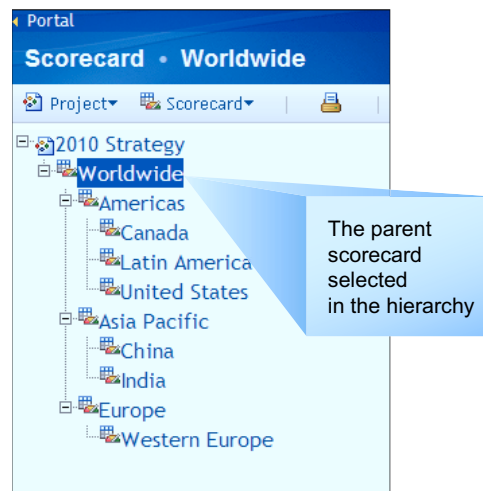 Portal
Scorecard • Worldwide
Project Scorecard
2010 Strategy
Worldwide
Americas
Canada
Latin America
United States
Asia Pacific
China
India
Europe
Western Europe
The parent
scorecard
selected
in the hierarchy